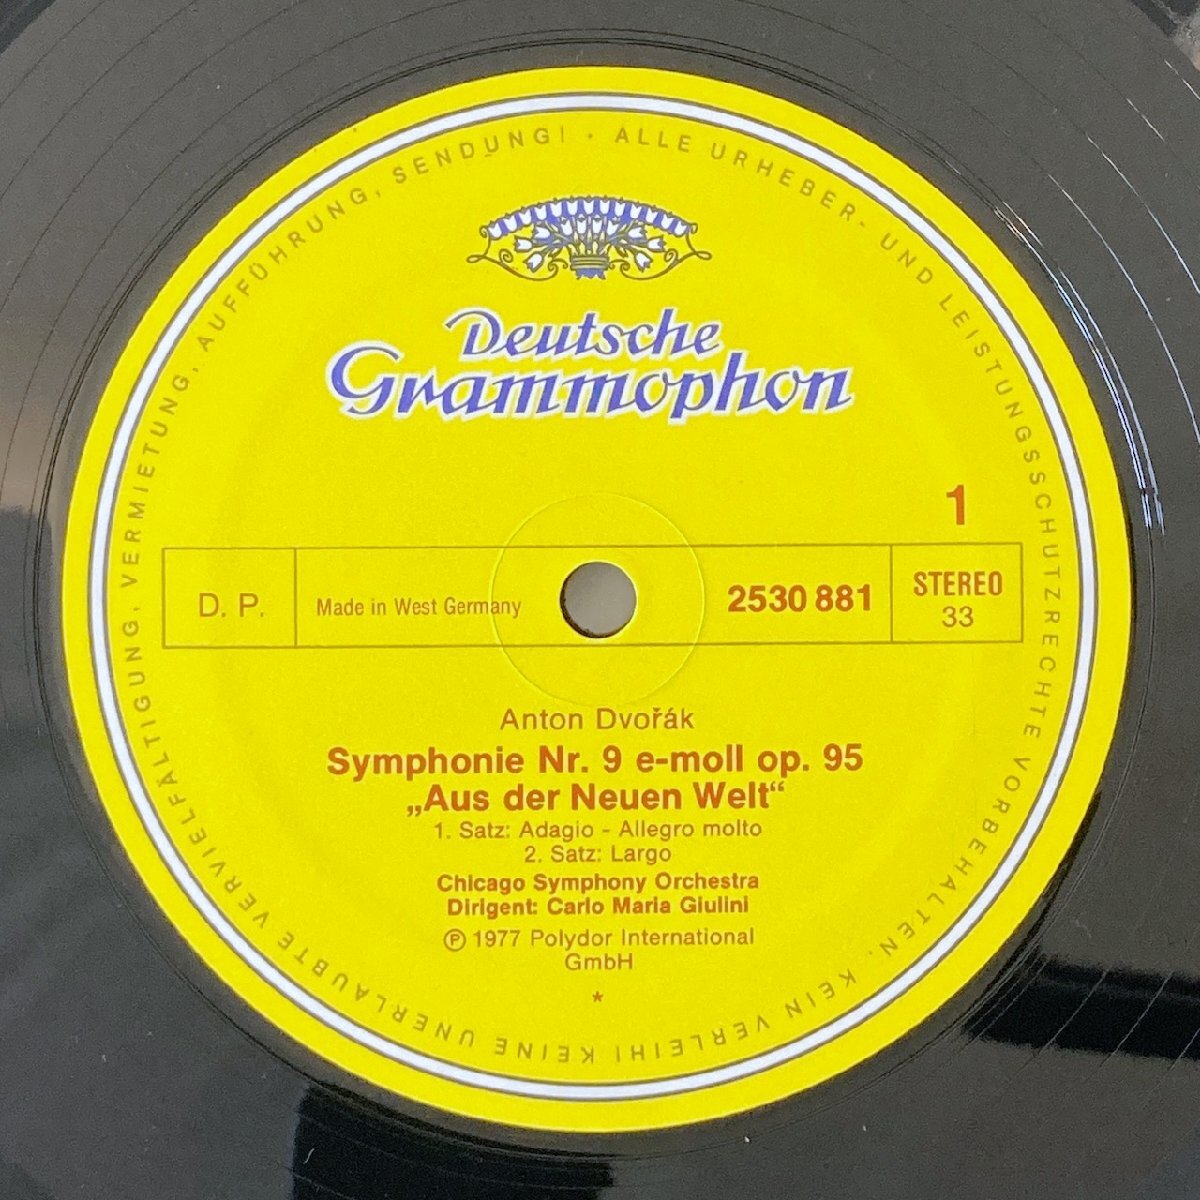 ALLE URHEBER- UND LEISTUNGSSCHUTZRECHTE VORBEHALTEN. KEIN VERLEIH! KEINE UNERLAUBTE VERVIELFÄLTIGUNG, VERMIETUNG, AUFFÜHRUNG, SENDUNG! •
Deutsche
Grammophon
1
D. P.
Made in West Germany
2530 881
STEREO
33
Anton Dvořák
Symphonie Nr. 9 e-moll op. 95
„Aus der Neuen Welt“
1. Satz: Adagio - Allegro molto
2. Satz: Largo
Chicago Symphony Orchestra
Dirigent: Carlo Maria Giulini
Ⓟ 1977 Polydor International
GmbH
*